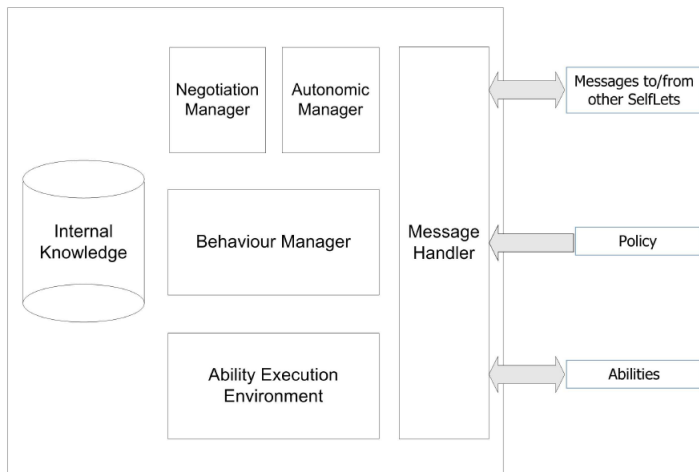 Negotiation
Manager
Autonomic
Manager
Messages to/from
other SelfLets
Internal
Knowledge
Behaviour Manager
Message
Handler
Policy
Ability Execution
Environment
Abilities